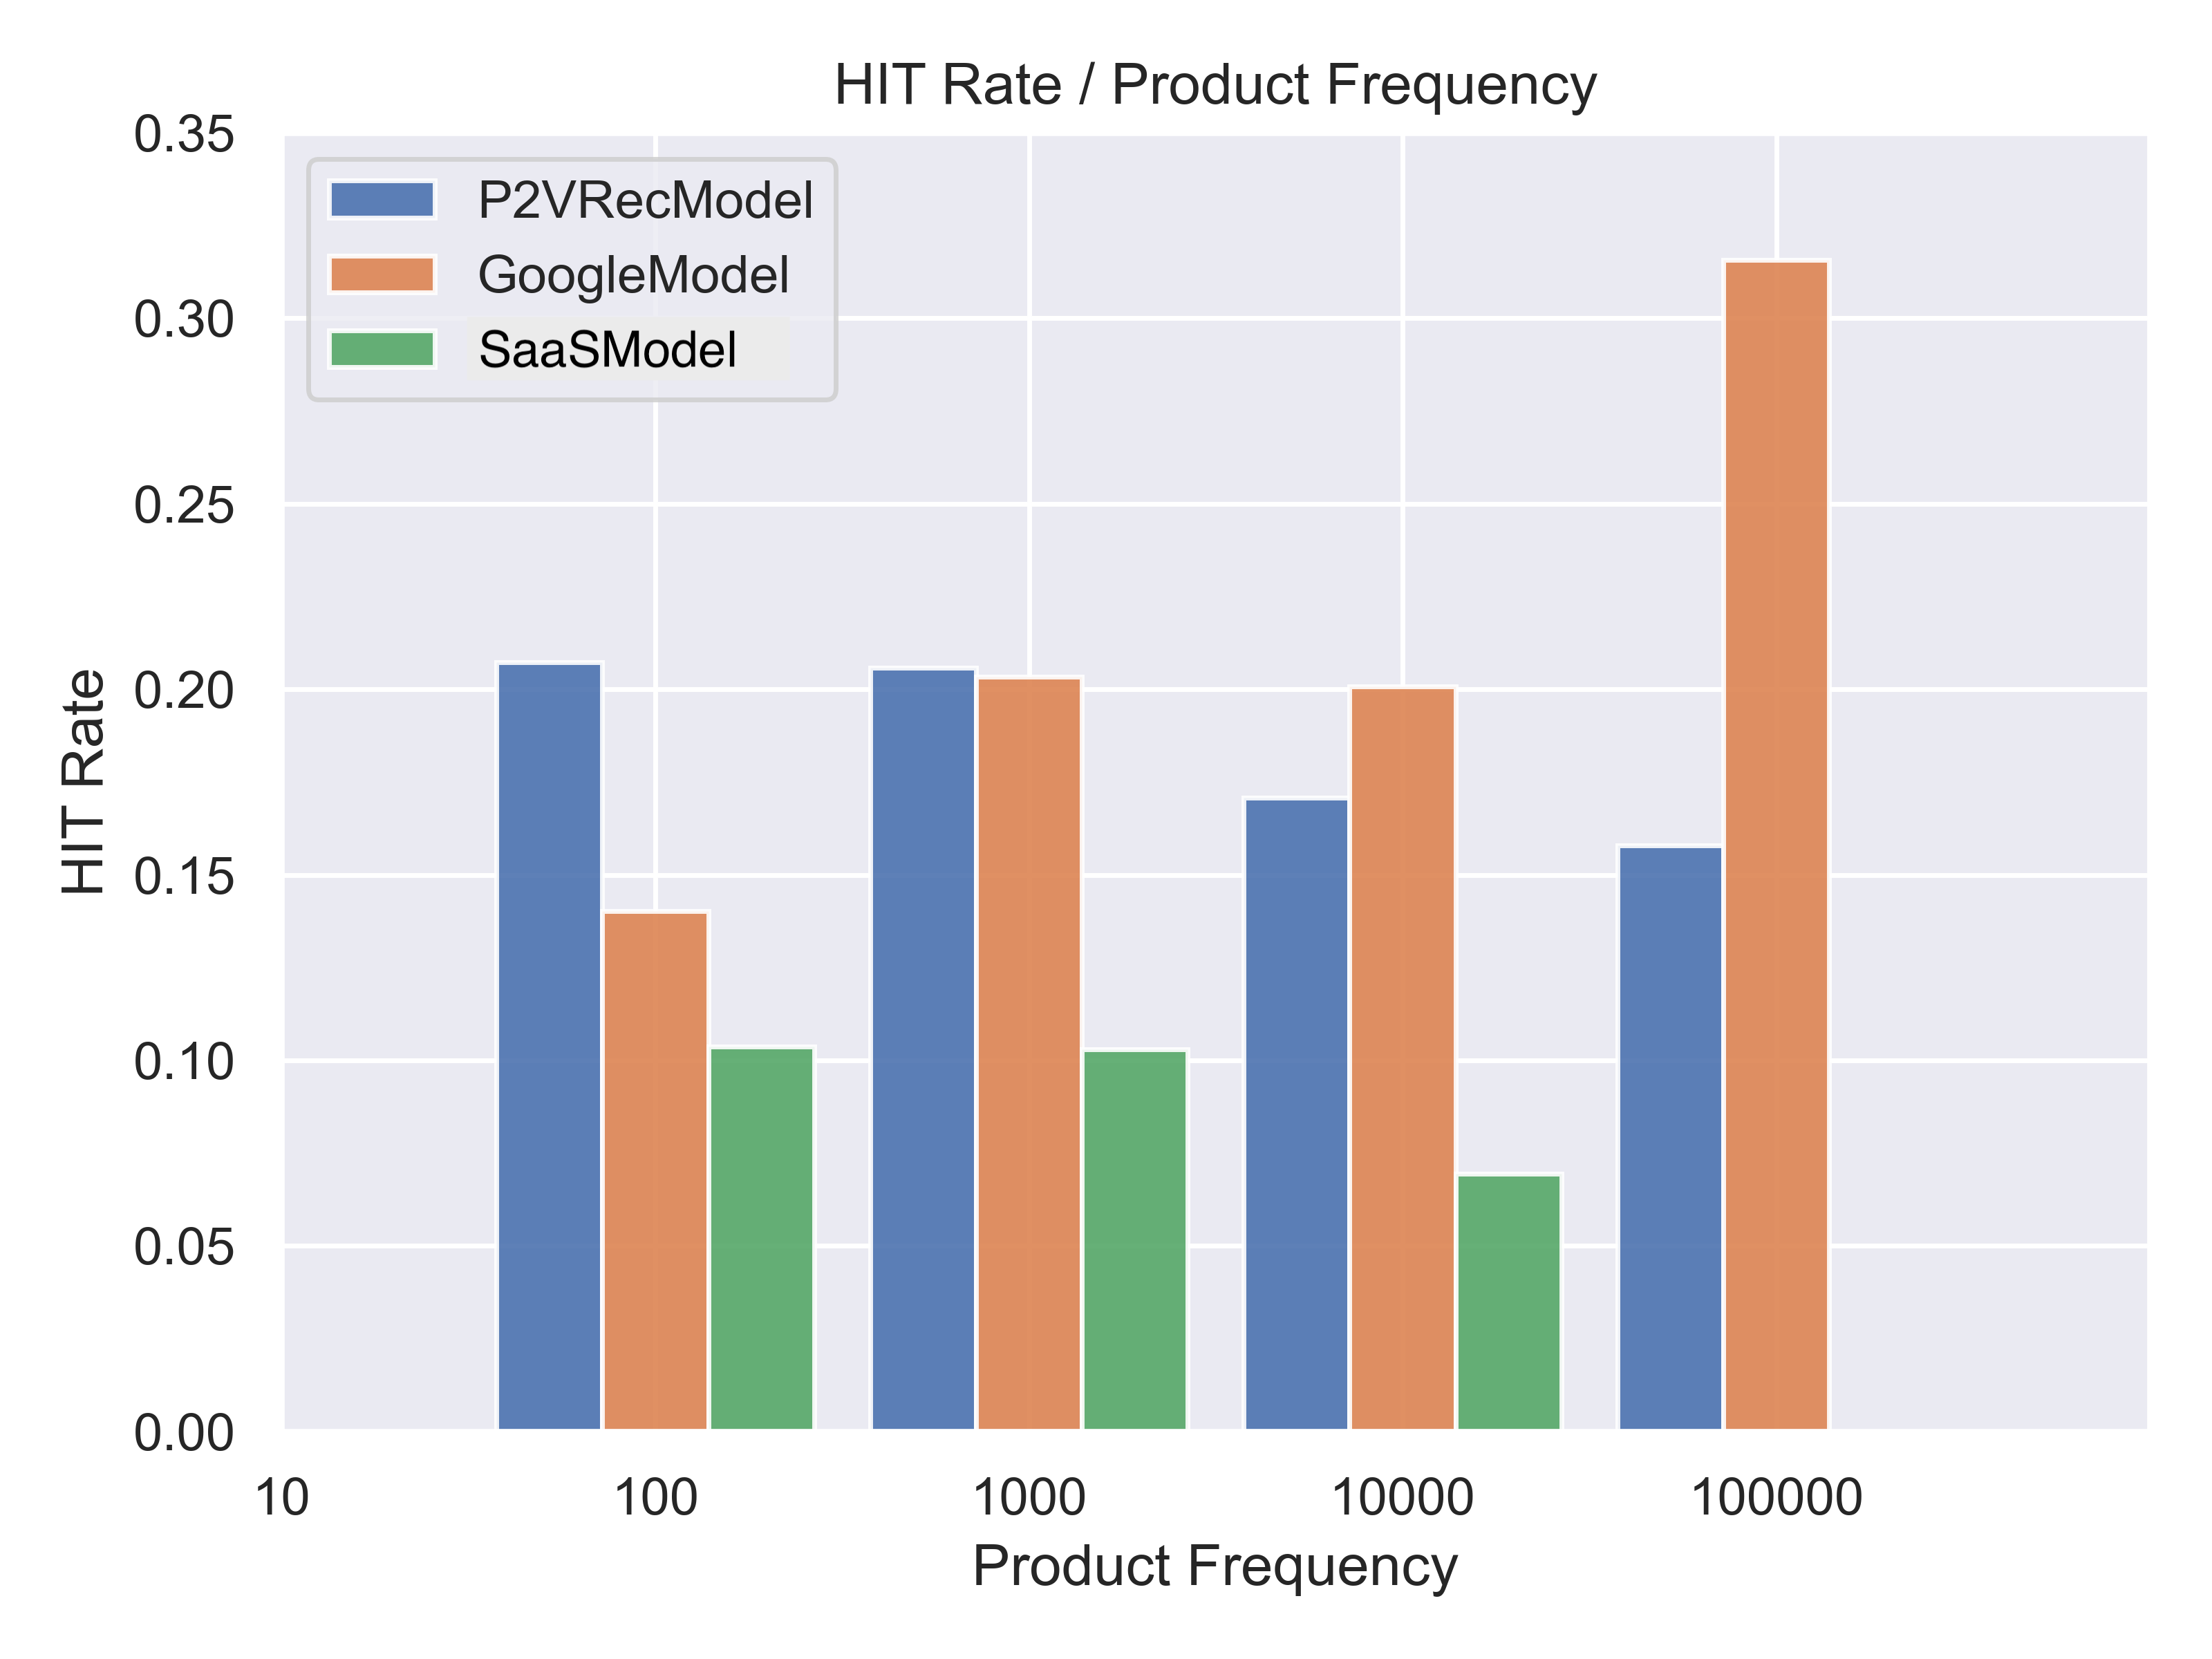 HIT Rate / Product Frequency
0.35
0.30
0.25
0.20
0.15
0.10
0.05
0.00
HIT Rate
P2VRecModel
GoogleModel
SaaSModel
10 100 1000 10000 100000
Product Frequency